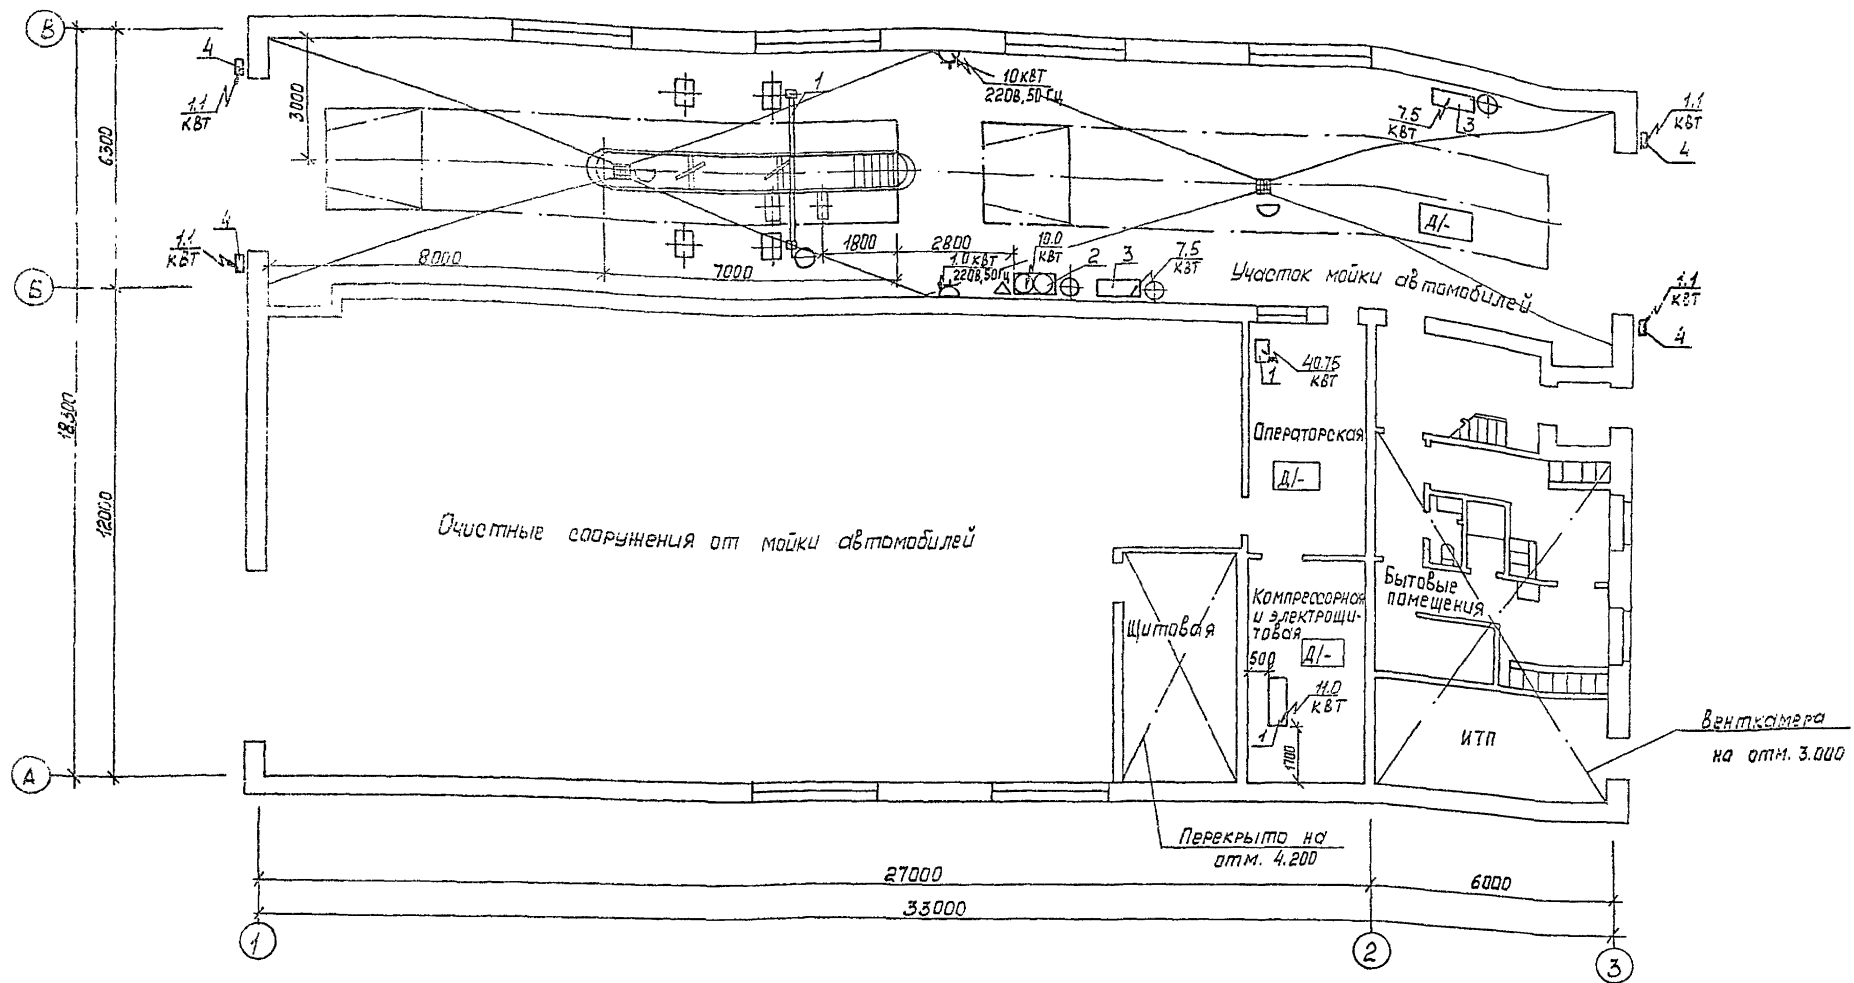 В
4
1.1
КВТ
3000
6300
1
10 КВТ
220В, 50 Гц
7.5
КВТ
3
1.1
КВТ
4
4
1.1
КВТ
8000
7000
1800
2800
1.0 КВТ
220В, 50 Гц
10.0
КВТ
2
3
7.5
КВТ
Д/-
Участок мойки автомобилей
1.1
КВТ
4
Б
18300
12000
40.75
КВТ
1
Операторская
Д/-
Очистные сооружения от мойки автомобилей
Щитовая
Компрессорная
и электрощи-
товая
Д/-
500
11.0
КВТ
1
1700
Бытовые
помещения
ИТП
Венткамера
на отм. 3.000
А
Перекрыто на
отм. 4.200
27000
6000
33000
1
2
3